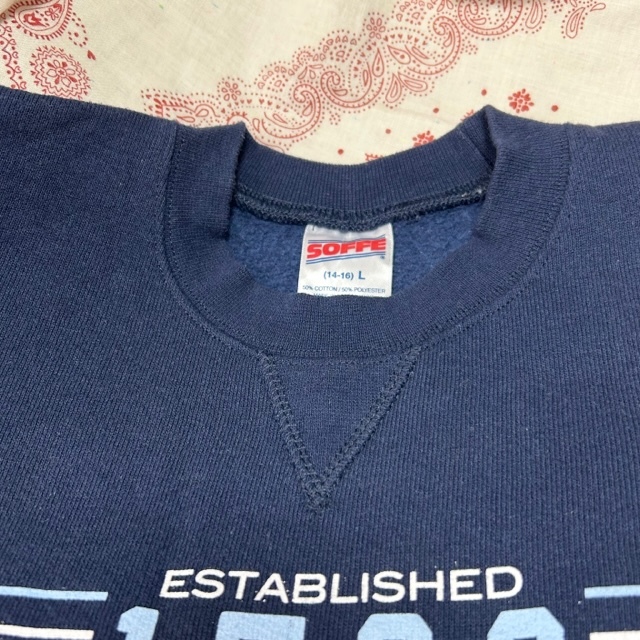 SOFFE
(14-16) L
50% COTTON / 50% POLYESTER
ESTABLISHED